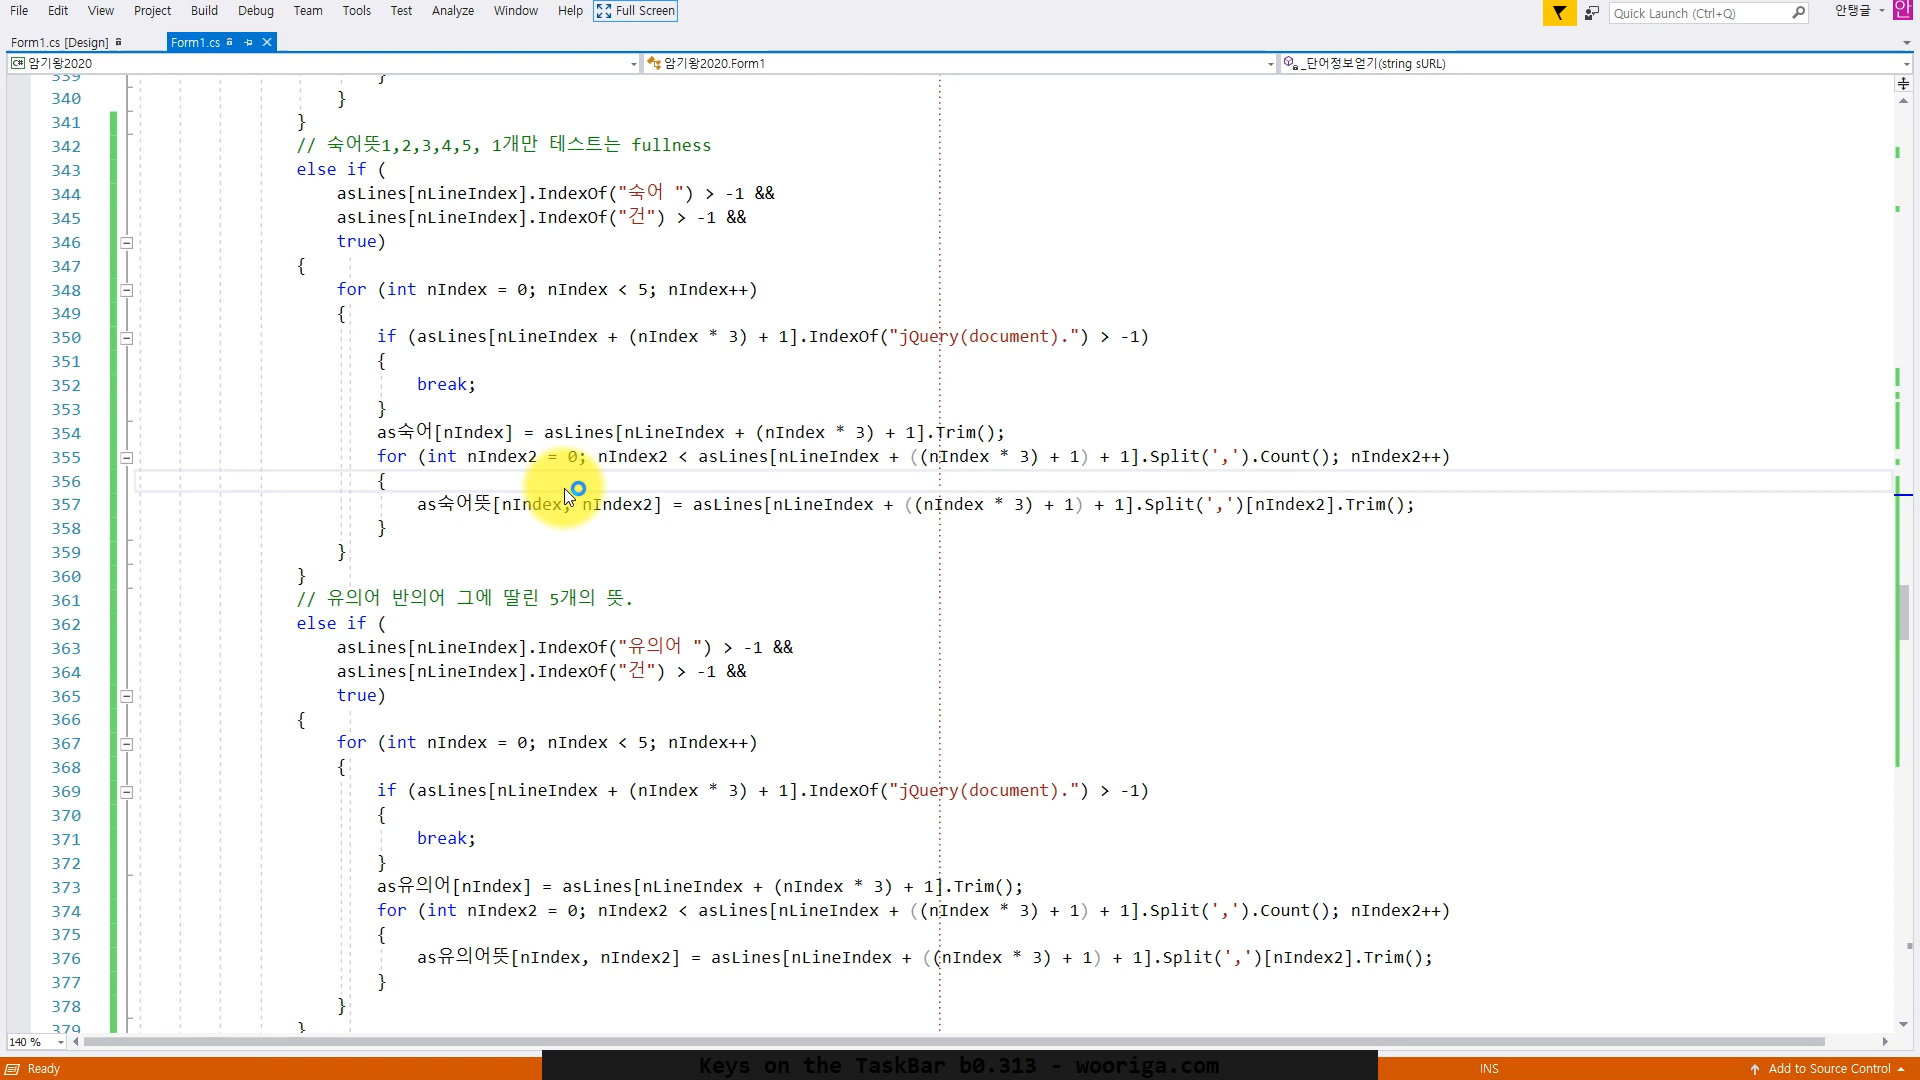 File Edit View Project Build Debug Team Tools Test Analyze Window Help Full Screen Quick Launch (Ctrl+Q) 안탱글 안
Form1.cs [Design] Form1.cs
C# 암기왕2020 암기왕2020.Form1 _단어정보얻기(string sURL)
339 }
340 }
341 }
342 // 숙어뜻1,2,3,4,5, 1개만 테스트는 fullness
343 else if (
344 asLines[nLineIndex].IndexOf("숙어 ") > -1 &&
345 asLines[nLineIndex].IndexOf("건") > -1 &&
346 true)
347 {
348 for (int nIndex = 0; nIndex < 5; nIndex++)
349 {
350 if (asLines[nLineIndex + (nIndex * 3) + 1].IndexOf("jQuery(document).") > -1)
351 {
352 break;
353 }
354 as숙어[nIndex] = asLines[nLineIndex + (nIndex * 3) + 1].Trim();
355 for (int nIndex2 = 0; nIndex2 < asLines[nLineIndex + ((nIndex * 3) + 1) + 1].Split(',').Count(); nIndex2++)
356 {
357 as숙어뜻[nIndex, nIndex2] = asLines[nLineIndex + ((nIndex * 3) + 1) + 1].Split(',')[nIndex2].Trim();
358 }
359 }
360 }
361 // 유의어 반의어 그에 딸린 5개의 뜻.
362 else if (
363 asLines[nLineIndex].IndexOf("유의어 ") > -1 &&
364 asLines[nLineIndex].IndexOf("건") > -1 &&
365 true)
366 {
367 for (int nIndex = 0; nIndex < 5; nIndex++)
368 {
369 if (asLines[nLineIndex + (nIndex * 3) + 1].IndexOf("jQuery(document).") > -1)
370 {
371 break;
372 }
373 as유의어[nIndex] = asLines[nLineIndex + (nIndex * 3) + 1].Trim();
374 for (int nIndex2 = 0; nIndex2 < asLines[nLineIndex + ((nIndex * 3) + 1) + 1].Split(',').Count(); nIndex2++)
375 {
376 as유의어뜻[nIndex, nIndex2] = asLines[nLineIndex + ((nIndex * 3) + 1) + 1].Split(',')[nIndex2].Trim();
377 }
378 }
379 }
140 %
Ready Keys on the TaskBar b0.313 - wooriga.com INS Add to Source Control